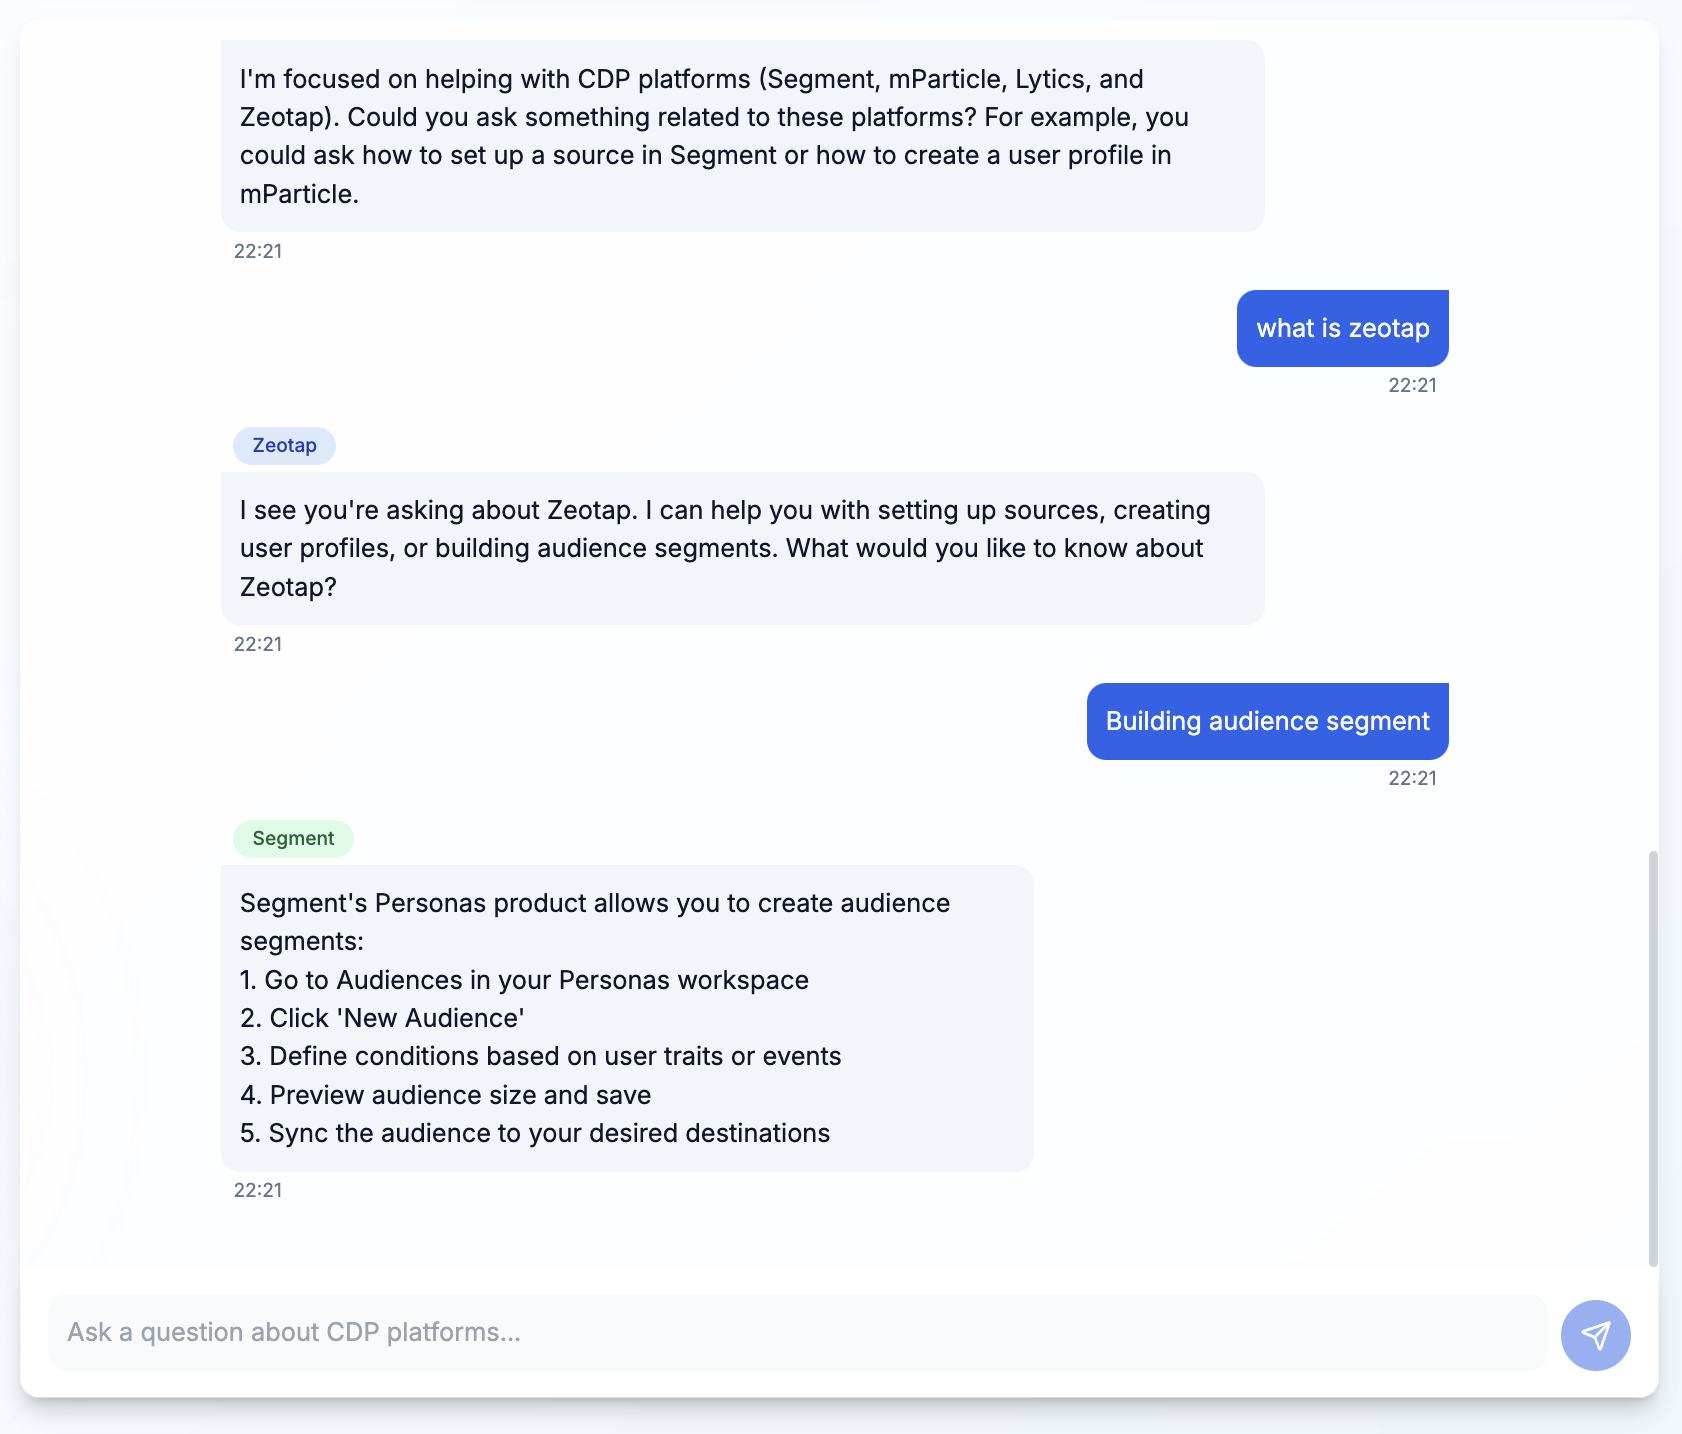 I'm focused on helping with CDP platforms (Segment, mParticle, Lytics, and
Zeotap). Could you ask something related to these platforms? For example, you
could ask how to set up a source in Segment or how to create a user profile in
mParticle.
22:21
what is zeotap
22:21
Zeotap
I see you're asking about Zeotap. I can help you with setting up sources, creating
user profiles, or building audience segments. What would you like to know about
Zeotap?
22:21
Building audience segment
22:21
Segment
Segment's Personas product allows you to create audience
segments:
1. Go to Audiences in your Personas workspace
2. Click 'New Audience'
3. Define conditions based on user traits or events
4. Preview audience size and save
5. Sync the audience to your desired destinations
22:21
Ask a question about CDP platforms...